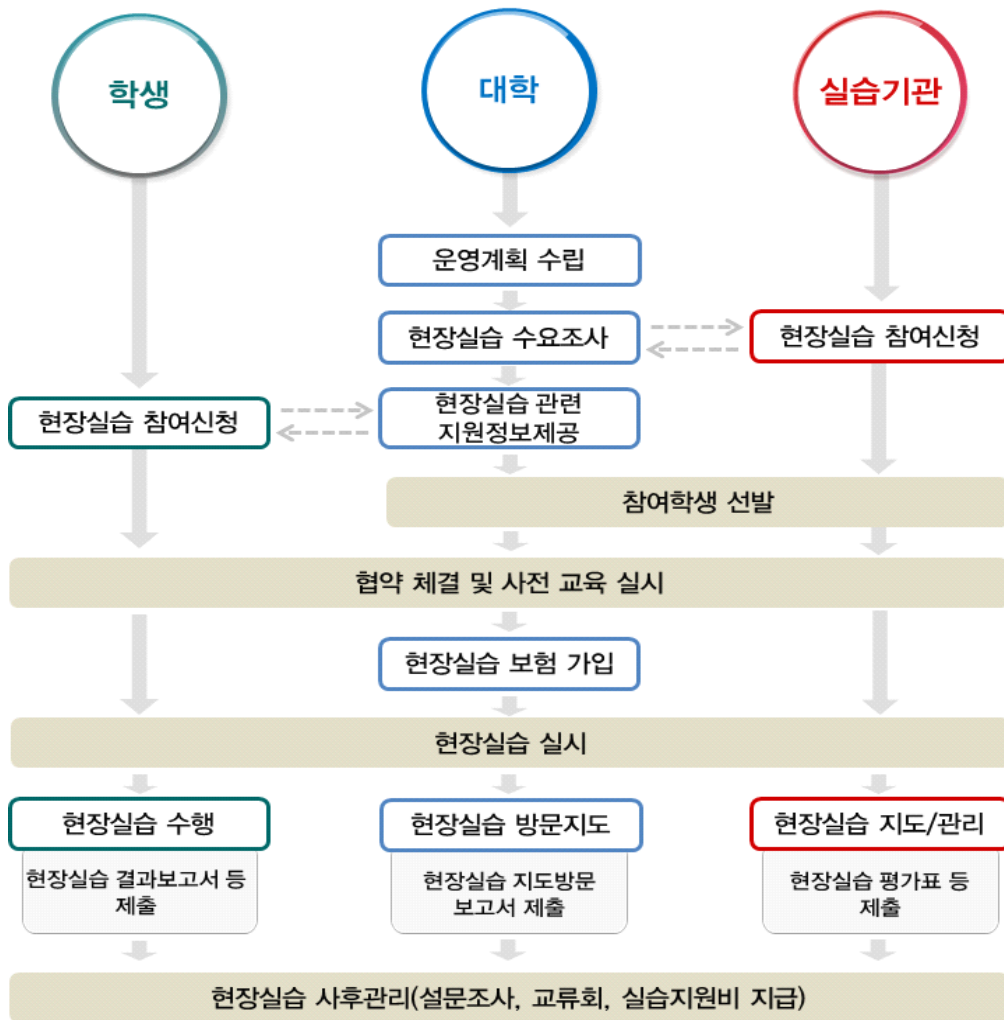 학생
대학
실습기관
운영계획 수립
현장실습 수요조사
현장실습 참여신청
현장실습 참여신청
현장실습 관련
지원정보제공
참여학생 선발
협약 체결 및 사전 교육 실시
현장실습 보험 가입
현장실습 실시
현장실습 수행
현장실습 방문지도
현장실습 지도/관리
현장실습 결과보고서 등
제출
현장실습 지도방문
보고서 제출
현장실습 평가표 등
제출
현장실습 사후관리(설문조사, 교류회, 실습지원비 지급)